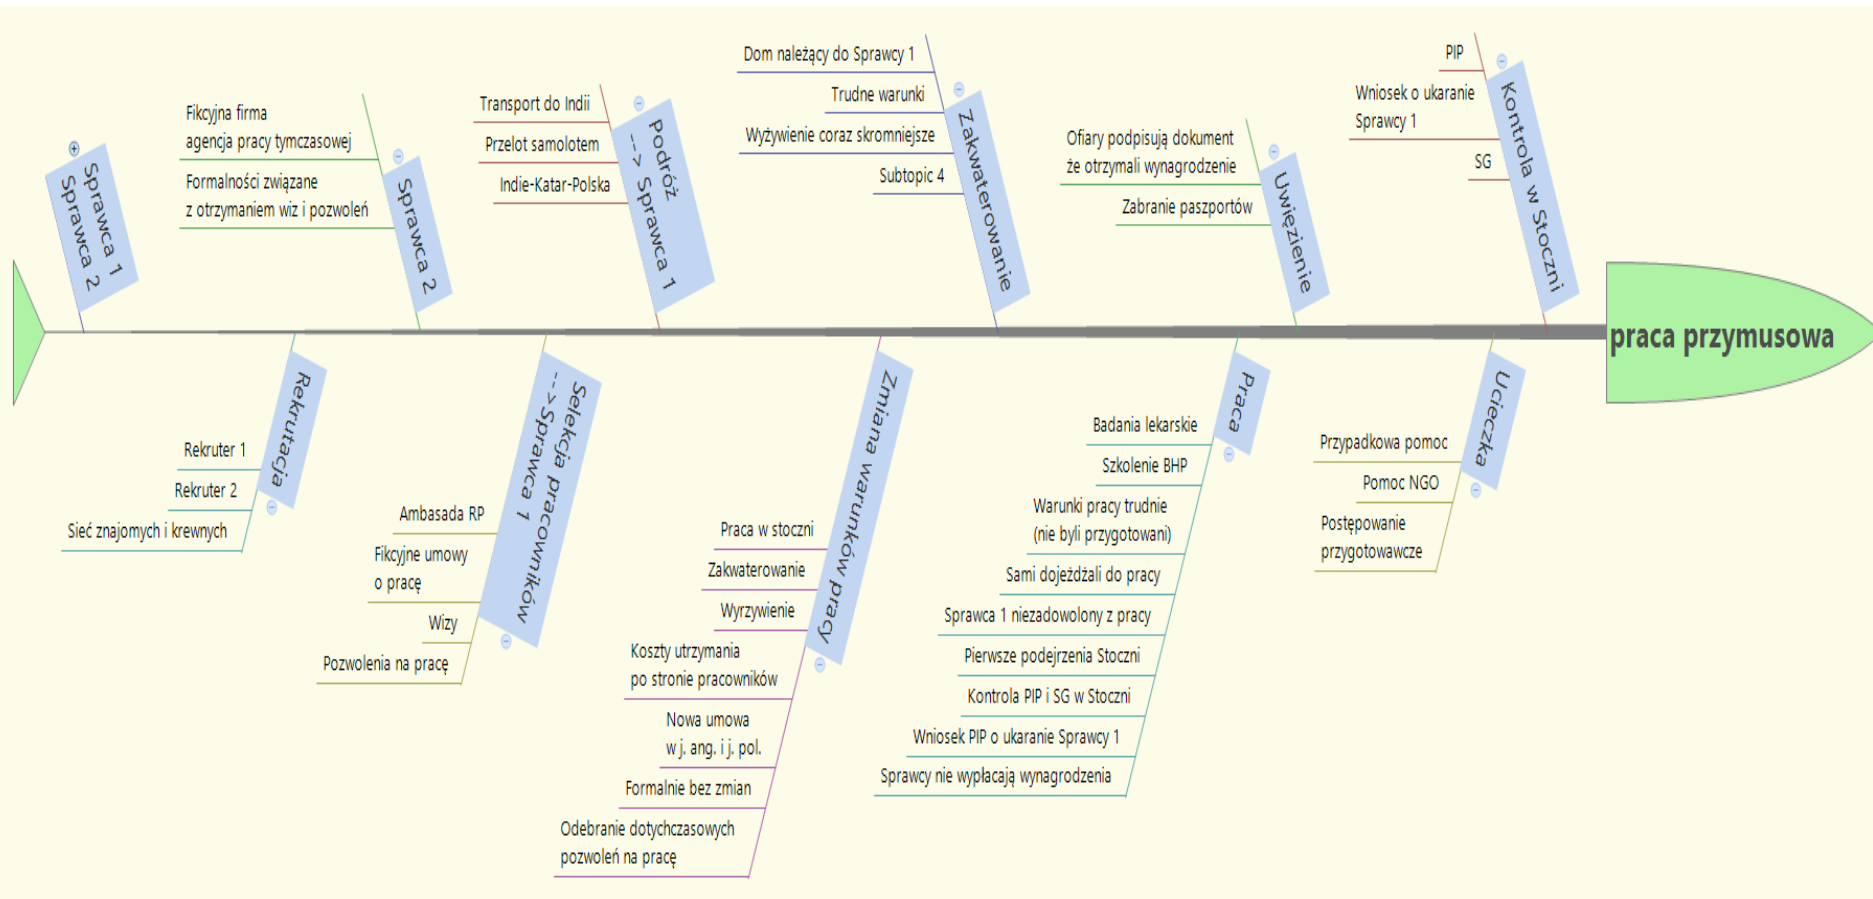 Sprawca 1
Sprawca 2
Fikcyjna firma
agencja pracy tymczasowej
Formalności związane
z otrzymaniem wiz i pozwoleń
Sprawca 2
Transport do Indii
Przelot samolotem
Indie-Katar-Polska
Podróż
--> Sprawca 1
Dom należący do Sprawcy 1
Trudne warunki
Wyżywienie coraz skromniejsze
Subtopic 4
Zakwaterowanie
Ofiary podpisują dokument
że otrzymali wynagrodzenie
Zabranie paszportów
Uwięzienie
PIP
Wniosek o ukaranie
Sprawcy 1
SG
Kontrola w Stoczni
praca przymusowa
Rekrutacja
Rekruter 1
Rekruter 2
Sieć znajomych i krewnych
Selekcja pracowników
-->Sprawca 1
Ambasada RP
Fikcyjne umowy
o pracę
Wizy
Pozwolenia na pracę
Zmiana warunków pracy
Praca w stoczni
Zakwaterowanie
Wyrzywienie
Koszty utrzymania
po stronie pracowników
Nowa umowa
w j. ang. i j. pol.
Formalnie bez zmian
Odebranie dotychczasowych
pozwoleń na pracę
Praca
Badania lekarskie
Szkolenie BHP
Warunki pracy trudnie
(nie byli przygotowani)
Sami dojeżdżali do pracy
Sprawca 1 niezadowolony z pracy
Pierwsze podejrzenia Stoczni
Kontrola PIP i SG w Stoczni
Wniosek PIP o ukaranie Sprawcy 1
Sprawcy nie wypłacają wynagrodzenia
Ucieczka
Przypadkowa pomoc
Pomoc NGO
Postępowanie
przygotowawcze